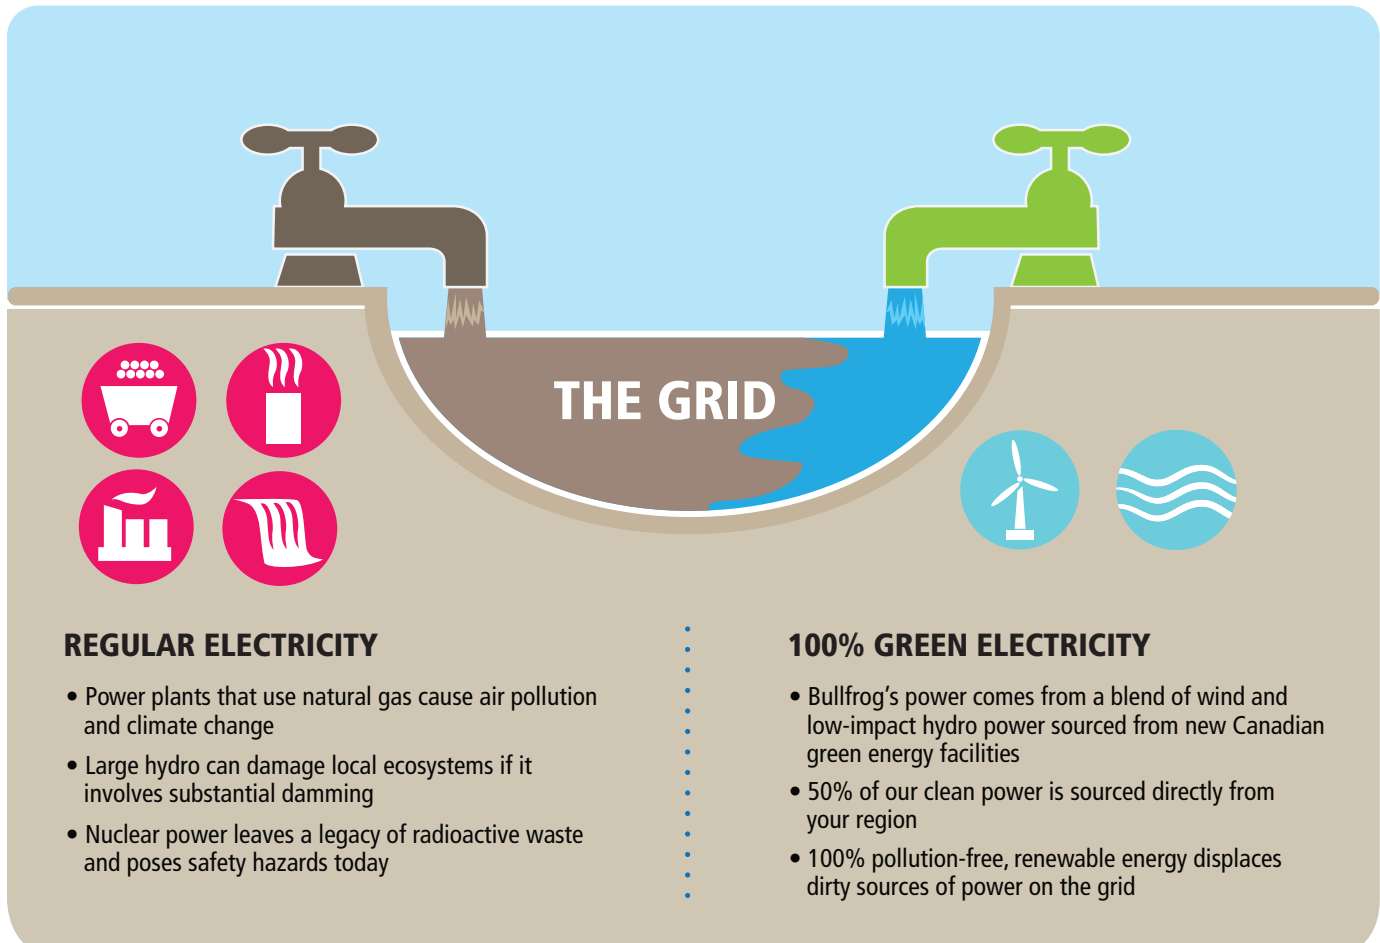 THE GRID
REGULAR ELECTRICITY
• Power plants that use natural gas cause air pollution
and climate change
• Large hydro can damage local ecosystems if it
involves substantial damming
• Nuclear power leaves a legacy of radioactive waste
and poses safety hazards today
100% GREEN ELECTRICITY
• Bullfrog’s power comes from a blend of wind and
low-impact hydro power sourced from new Canadian
green energy facilities
• 50% of our clean power is sourced directly from
your region
• 100% pollution-free, renewable energy displaces
dirty sources of power on the grid